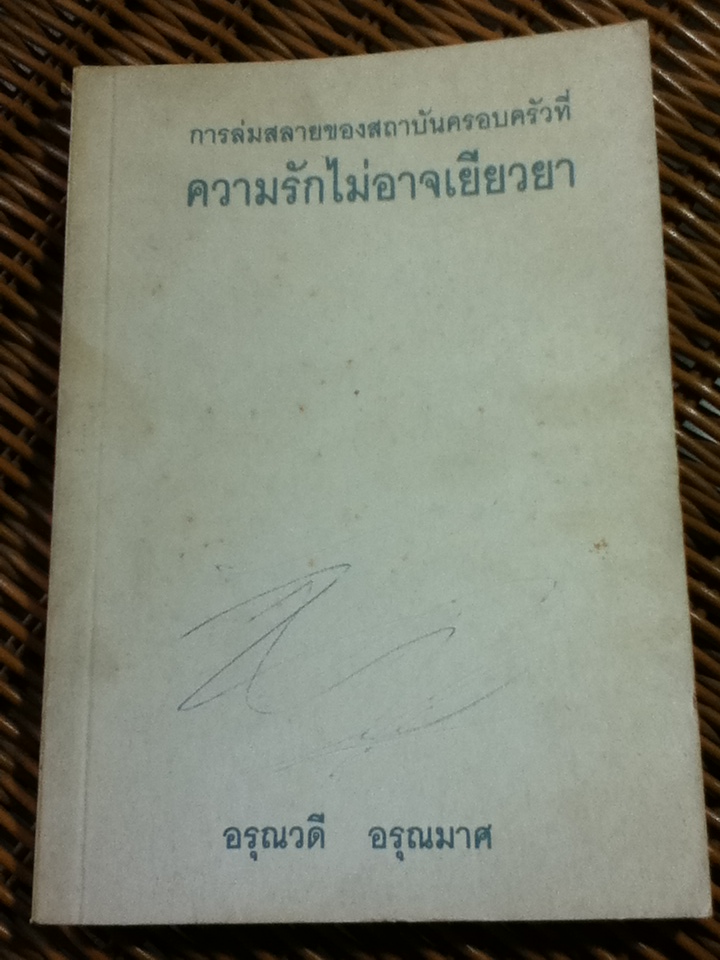 การล่มสลายของสถาบันครอบครัวที่
ความรักไม่อาจเยียวยา
อรุณวดี อรุณมาศ